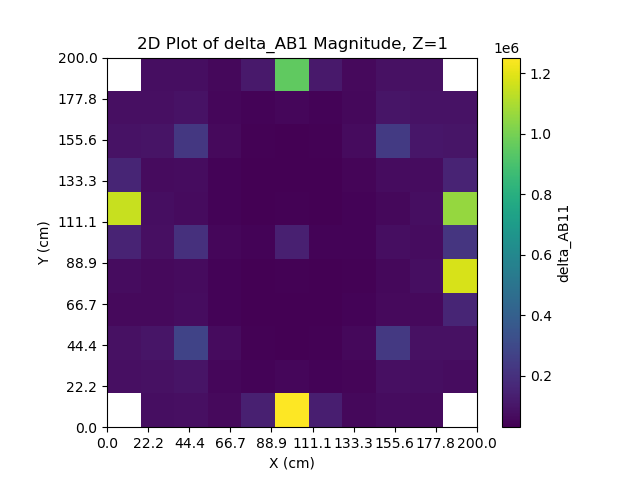 2D Plot of delta_AB1 Magnitude, Z=1
1e6
200.0
177.8
155.6
133.3
111.1
88.9
66.7
44.4
22.2
0.0
Y (cm)
0.0 22.2 44.4 66.7 88.9 111.1 133.3 155.6 177.8 200.0
X (cm)
1.2
1.0
0.8
0.6
0.4
0.2
delta_AB11